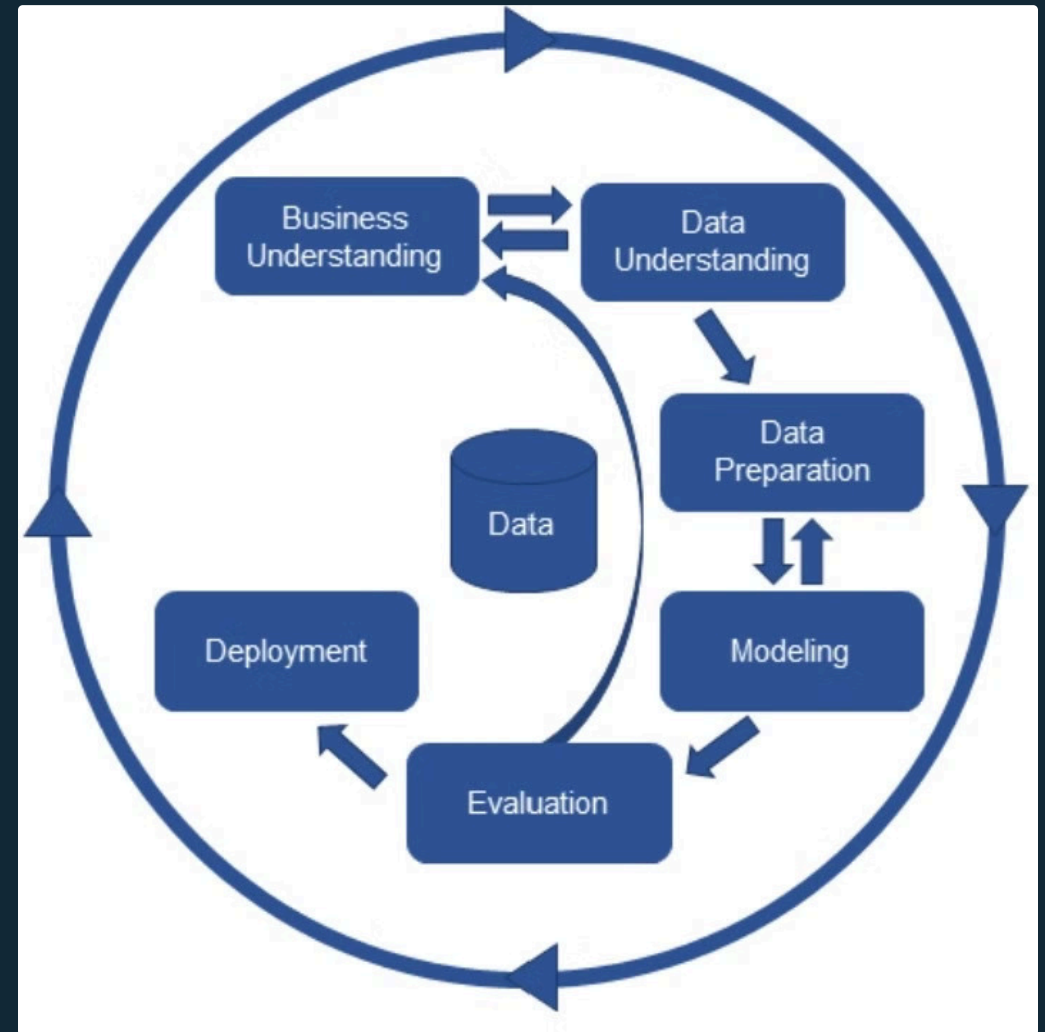 Business
Understanding
Data
Understanding
Data
Preparation
Data
Deployment
Modeling
Evaluation